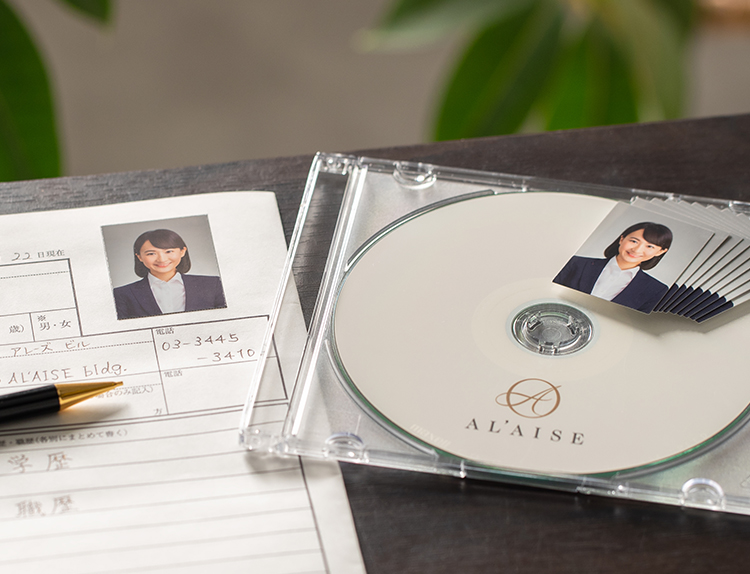 22 日現在
歳)
※
男・女
電話
03-3445
-3410
アレーズ ビル
AL'AISE bldg.
電話
方
学歴
職歴
A
AL'AISE